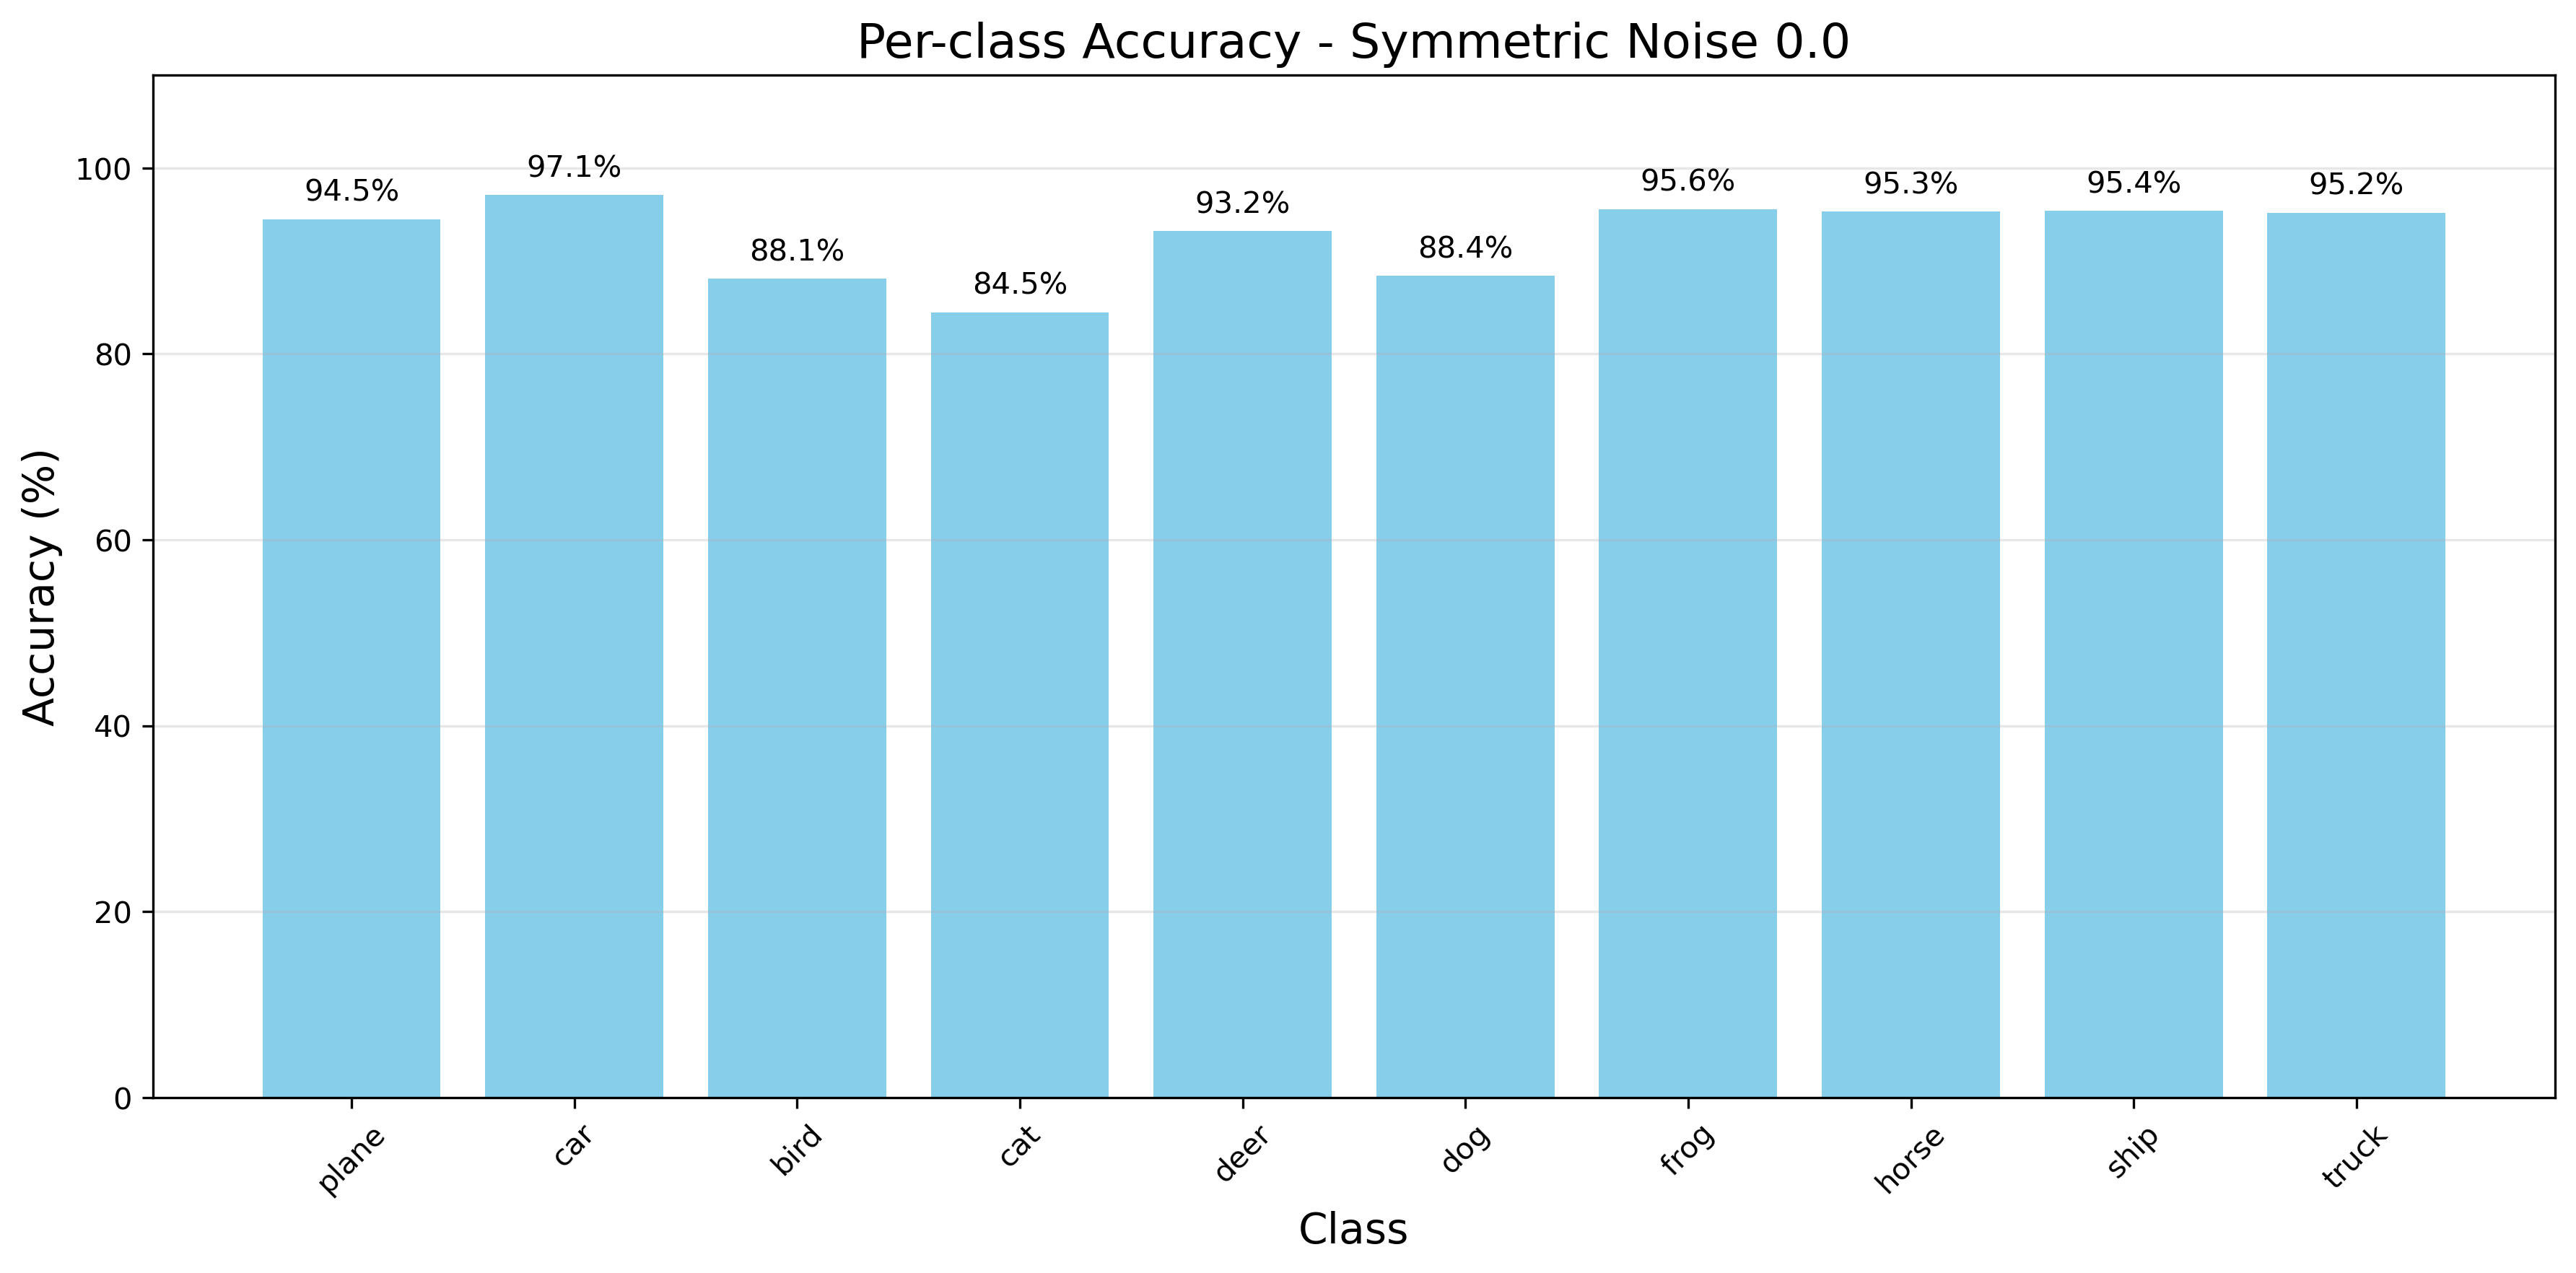 Per-class Accuracy - Symmetric Noise 0.0
Accuracy (%)
100
80
60
40
20
0
94.5%
97.1%
88.1%
84.5%
93.2%
88.4%
95.6%
95.3%
95.4%
95.2%
plane
car
bird
cat
deer
dog
frog
horse
ship
truck
Class